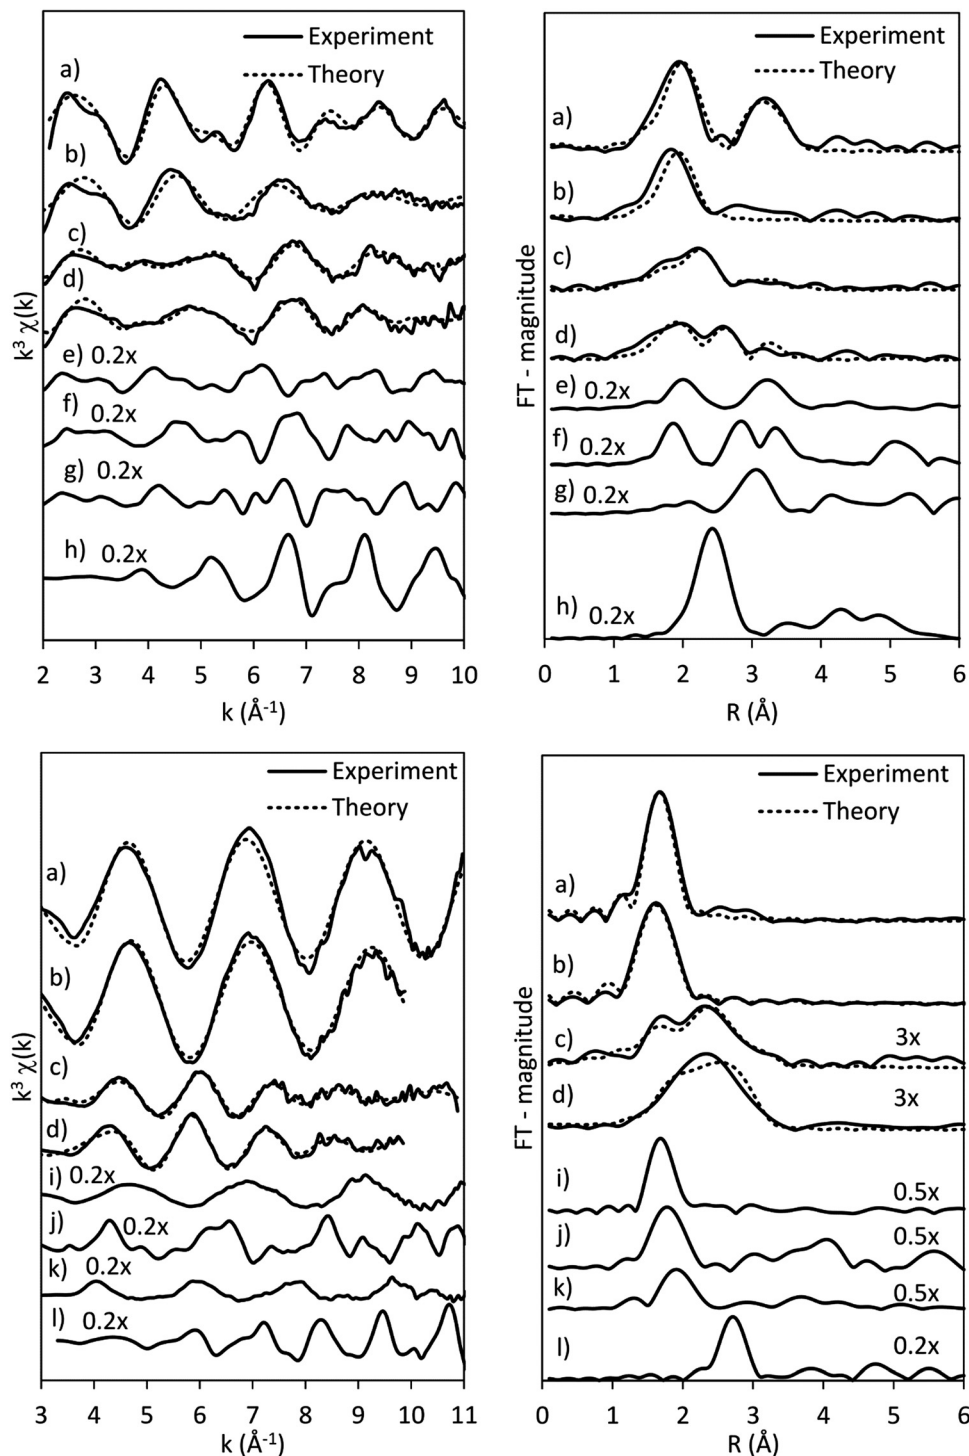 Experiment
Theory
a)
b)
c)
d)
e) 0.2x
f) 0.2x
g) 0.2x
h) 0.2x
k³ χ(k)
2 3 4 5 6 7 8 9 10
k (Å⁻¹)
Experiment
Theory
a)
b)
c)
d)
e) 0.2x
f) 0.2x
g) 0.2x
h) 0.2x
FT - magnitude
0 1 2 3 4 5 6
R (Å)
Experiment
Theory
a)
b)
c)
d)
i) 0.2x
j) 0.2x
k) 0.2x
l) 0.2x
k³ χ(k)
3 4 5 6 7 8 9 10 11
k (Å⁻¹)
Experiment
Theory
a)
b)
c) 3x
d) 3x
i) 0.5x
j) 0.5x
k) 0.5x
l) 0.2x
FT - magnitude
0 1 2 3 4 5 6
R (Å)